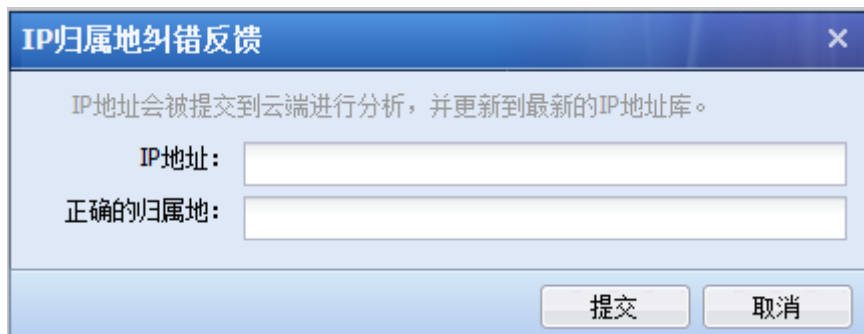 IP归属地纠错反馈
IP地址会被提交到云端进行分析，并更新到最新的IP地址库。
IP地址：
正确的归属地：
提交 取消